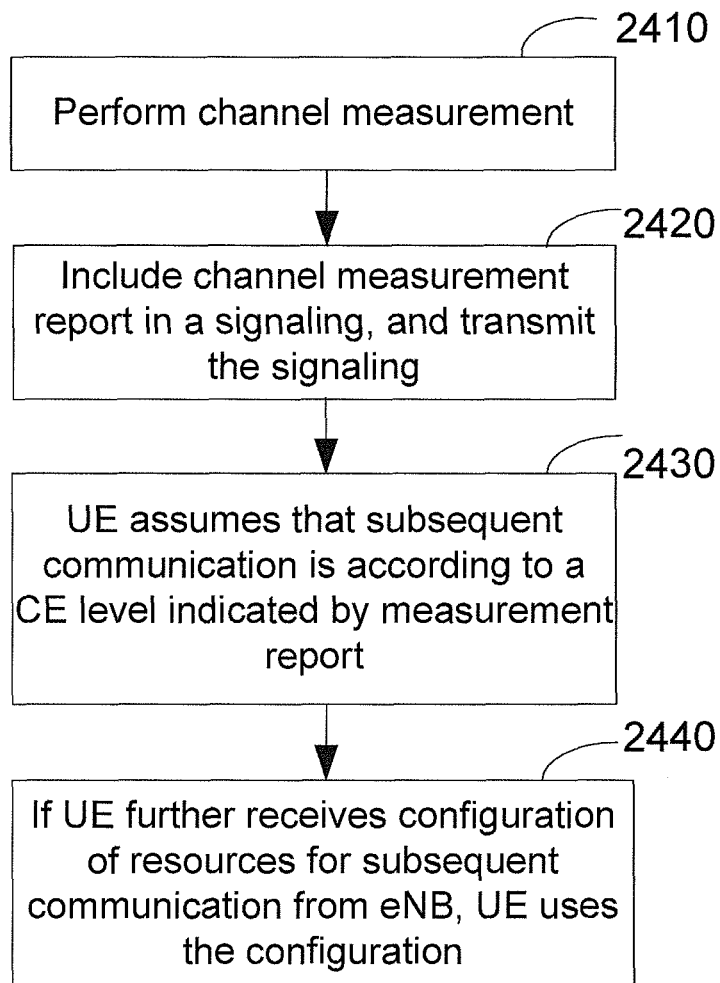 2410
Perform channel measurement
2420
Include channel measurement
report in a signaling, and transmit
the signaling
2430
UE assumes that subsequent
communication is according to a
CE level indicated by measurement
report
2440
If UE further receives configuration
of resources for subsequent
communication from eNB, UE uses
the configuration